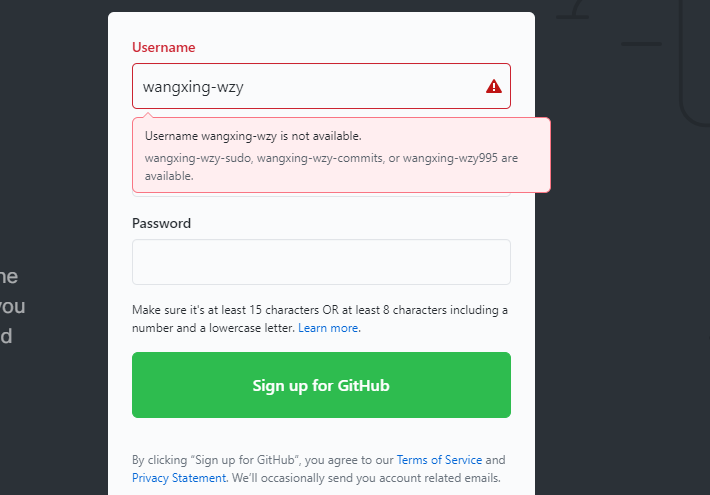 Username
wangxing-wzy
Username wangxing-wzy is not available.
wangxing-wzy-sudo, wangxing-wzy-commits, or wangxing-wzy995 are
available.
Password
Make sure it's at least 15 characters OR at least 8 characters including a
number and a lowercase letter. Learn more.
Sign up for GitHub
By clicking “Sign up for GitHub”, you agree to our Terms of Service and
Privacy Statement. We’ll occasionally send you account related emails.